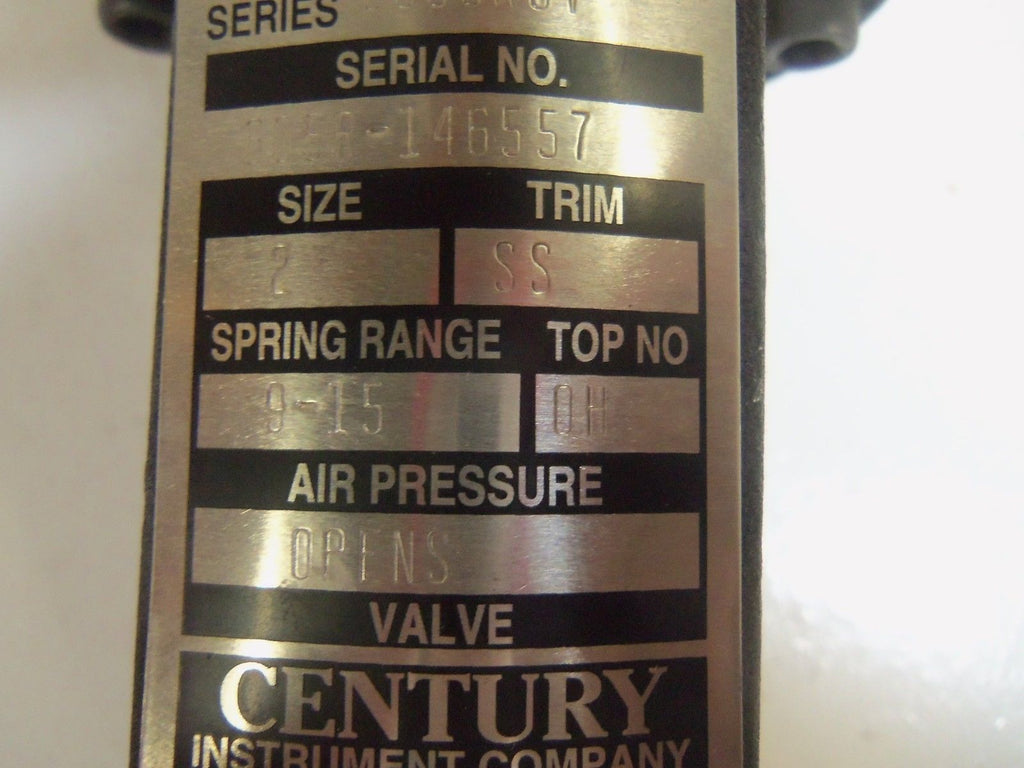 SERIES
SERIAL NO.
-146557
SIZE TRIM
2 SS
SPRING RANGE TOP NO
9-15 OH
AIR PRESSURE
OPENS
VALVE
CENTURY
INSTRUMENT COMPANY